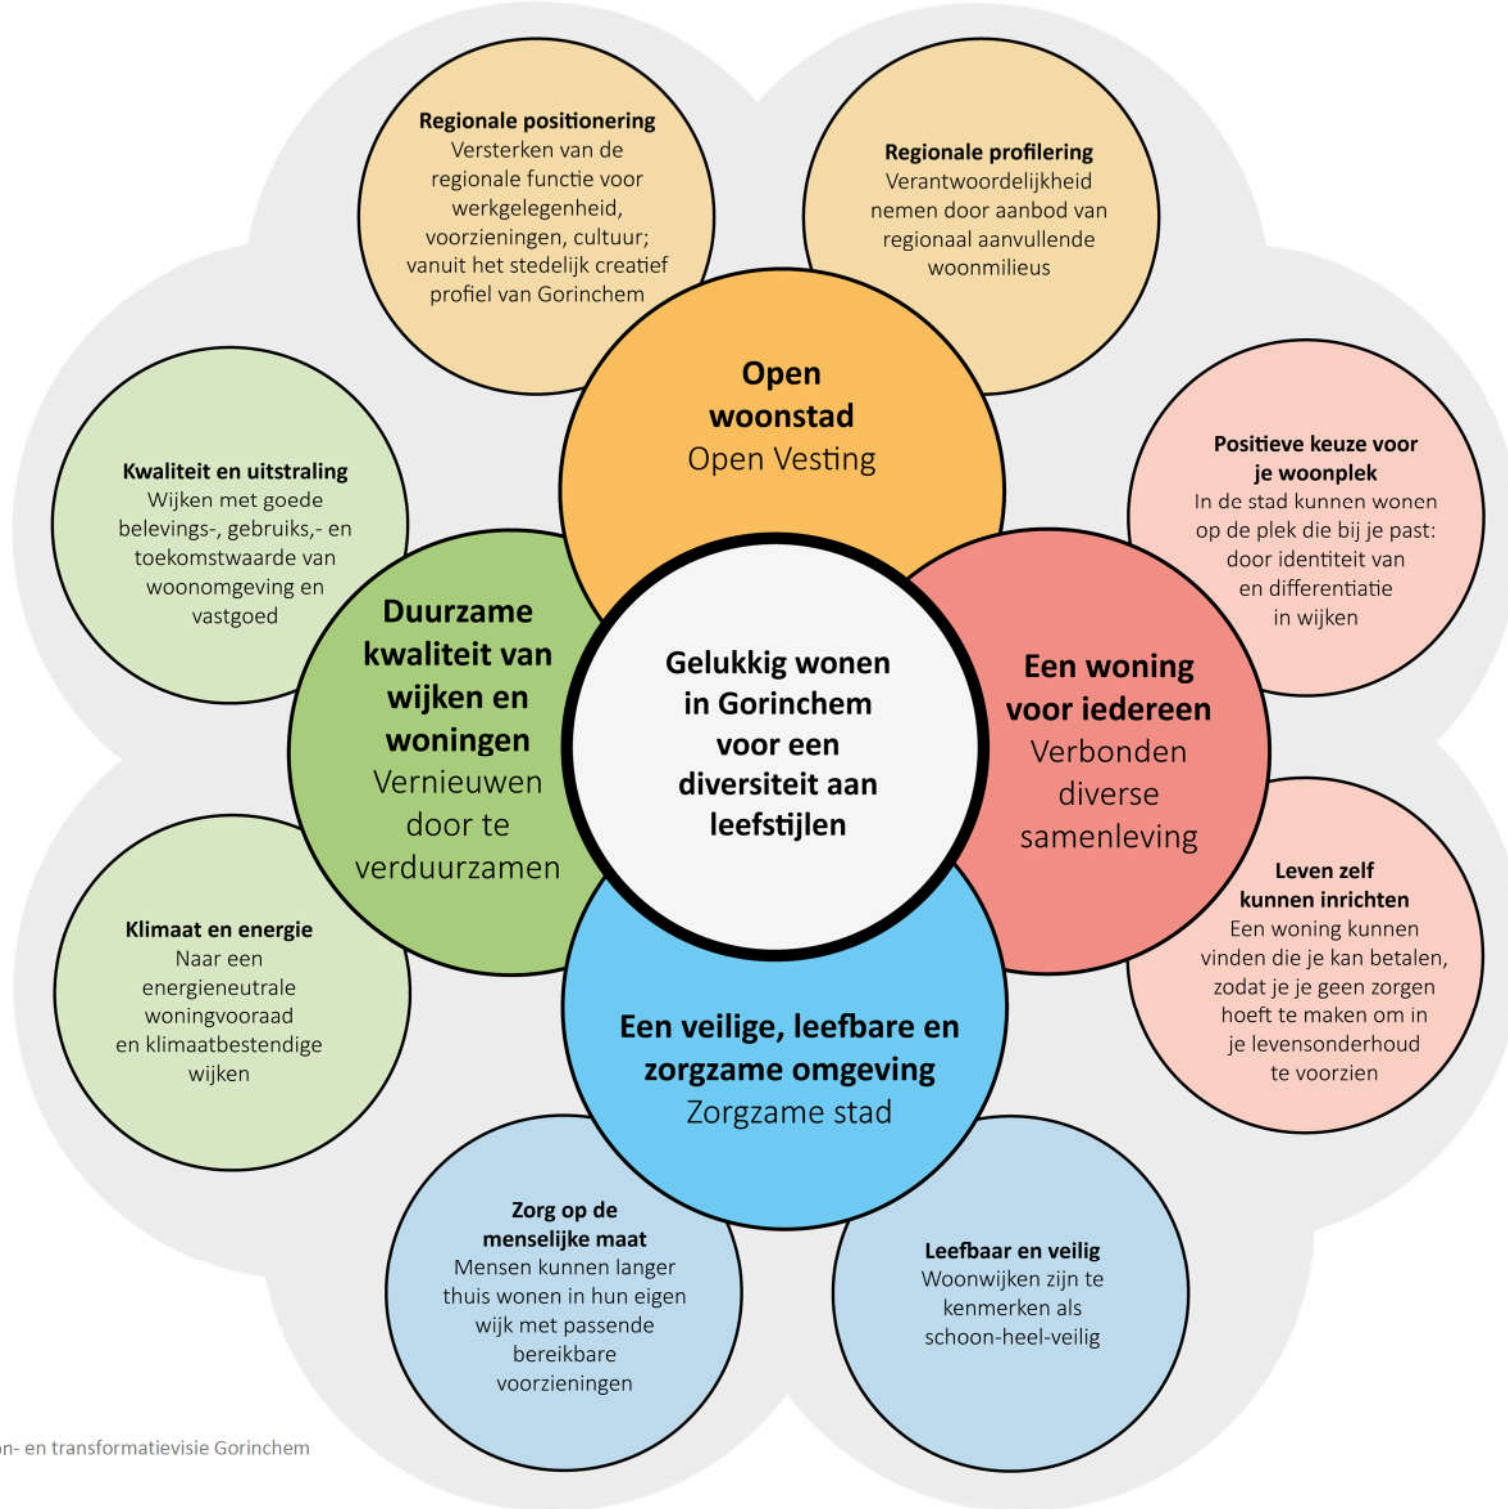 Regionale positionering
Versterken van de
regionale functie voor
werkgelegenheid,
voorzieningen, cultuur;
vanuit het stedelijk creatief
profiel van Gorinchem
Regionale profilering
Verantwoordelijkheid
nemen door aanbod van
regionaal aanvullende
woonmilieus
Open
woonstad
Open Vesting
Kwaliteit en uitstraling
Wijken met goede
belevings-, gebruiks,- en
toekomstwaarde van
woonomgeving en
vastgoed
Positieve keuze voor
je woonplek
In de stad kunnen wonen
op de plek die bij je past:
door identiteit van
en differentiatie
in wijken
Duurzame
kwaliteit van
wijken en
woningen
Vernieuwen
door te
verduurzamen
Gelukkig wonen
in Gorinchem
voor een
diversiteit aan
leefstijlen
Een woning
voor iedereen
Verbonden
diverse
samenleving
Klimaat en energie
Naar een
energieneutrale
woningvooraad
en klimaatbestendige
wijken
Leven zelf
kunnen inrichten
Een woning kunnen
vinden die je kan betalen,
zodat je je geen zorgen
hoeft te maken om in
je levensonderhoud
te voorzien
Een veilige, leefbare en
zorgzame omgeving
Zorgzame stad
Zorg op de
menselijke maat
Mensen kunnen langer
thuis wonen in hun eigen
wijk met passende
bereikbare
voorzieningen
Leefbaar en veilig
Woonwijken zijn te
kenmerken als
schoon-heel-veilig
en transformatievisie Gorinchem